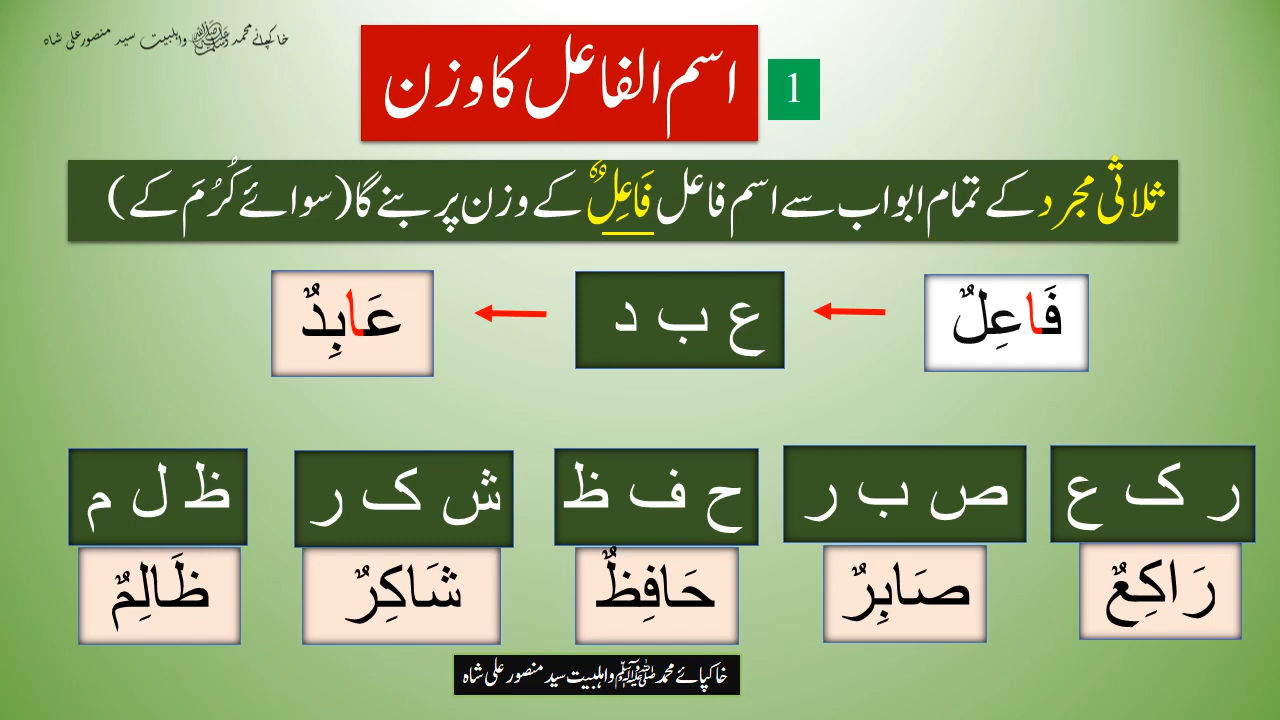 خاکپائے محمد ﷺ واہلبیت سید منصور علی شاہ
1 اسم الفاعل کا وزن
ثلاثی مجرد کے تمام ابواب سے اسم فاعل فَاعِلٌ کے وزن پر بنے گا (سوائے کَرُمَ کے)
فَاعِلٌ ع ب د عَابِدٌ
ر ک ع ص ب ر ح ف ظ ش ک ر ظ ل م
رَاکِعٌ صَابِرٌ حَافِظٌ شَاکِرٌ ظَالِمٌ
خاکپائے محمد ﷺ واہلبیت سید منصور علی شاہ